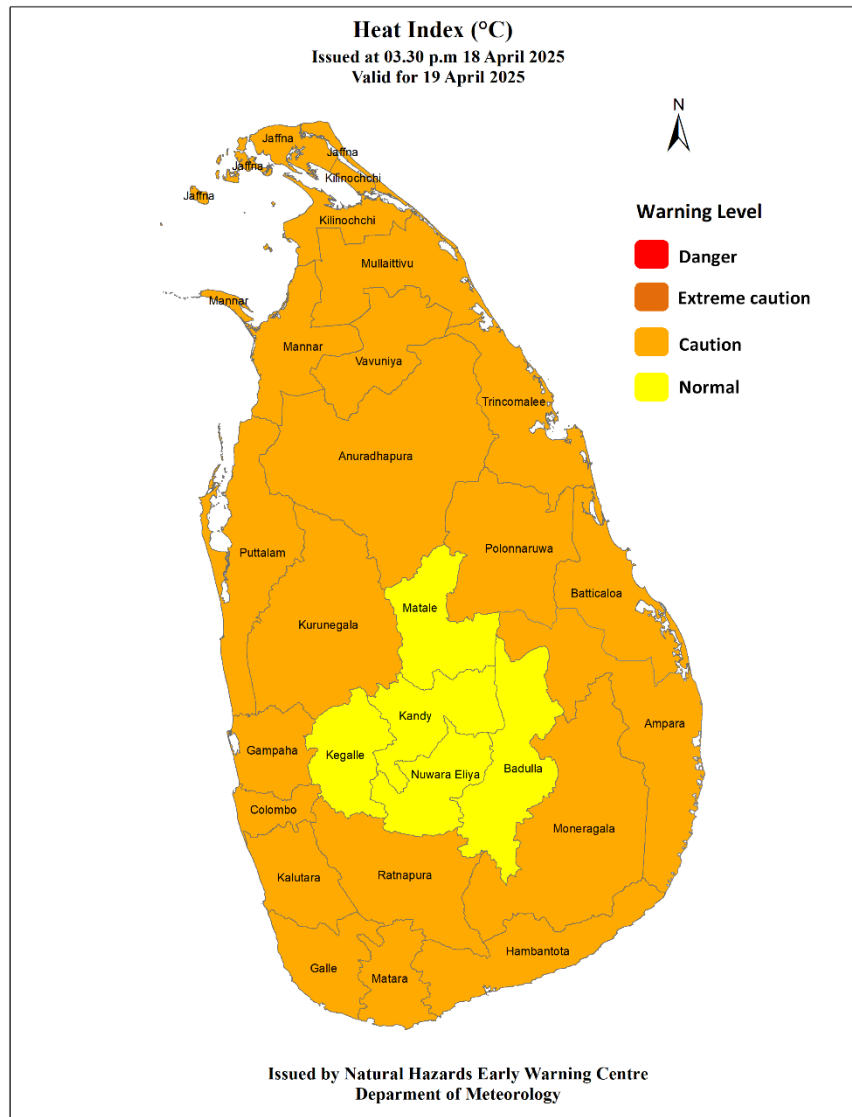 Heat Index (°C)
Issued at 03.30 p.m 18 April 2025
Valid for 19 April 2025
N
Jaffna
Jaffna
Jaffna
Kilinochchi
Jaffna
Kilinochchi
Warning Level
Danger
Extreme caution
Caution
Normal
Mullaittivu
Mannar
Mannar
Vavuniya
Trincomalee
Anuradhapura
Puttalam
Polonnaruwa
Batticaloa
Matale
Kurunegala
Kandy
Ampara
Gampaha
Kegalle
Nuwara Eliya
Badulla
Colombo
Moneragala
Kalutara
Ratnapura
Hambantota
Galle
Matara
Issued by Natural Hazards Early Warning Centre
Deparment of Meteorology